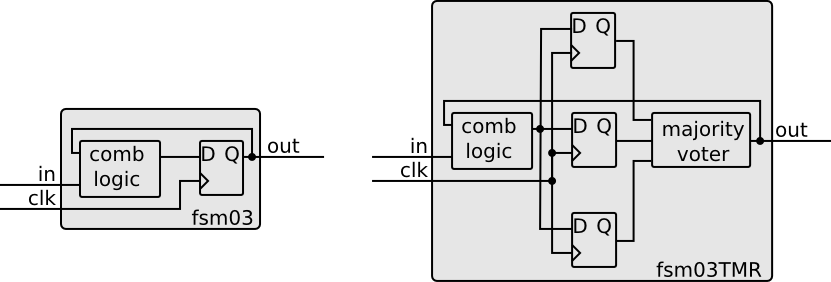 in
clk
comb
logic
D Q
out
fsm03
in
clk
comb
logic
D Q
D Q
D Q
majority
voter
out
fsm03TMR